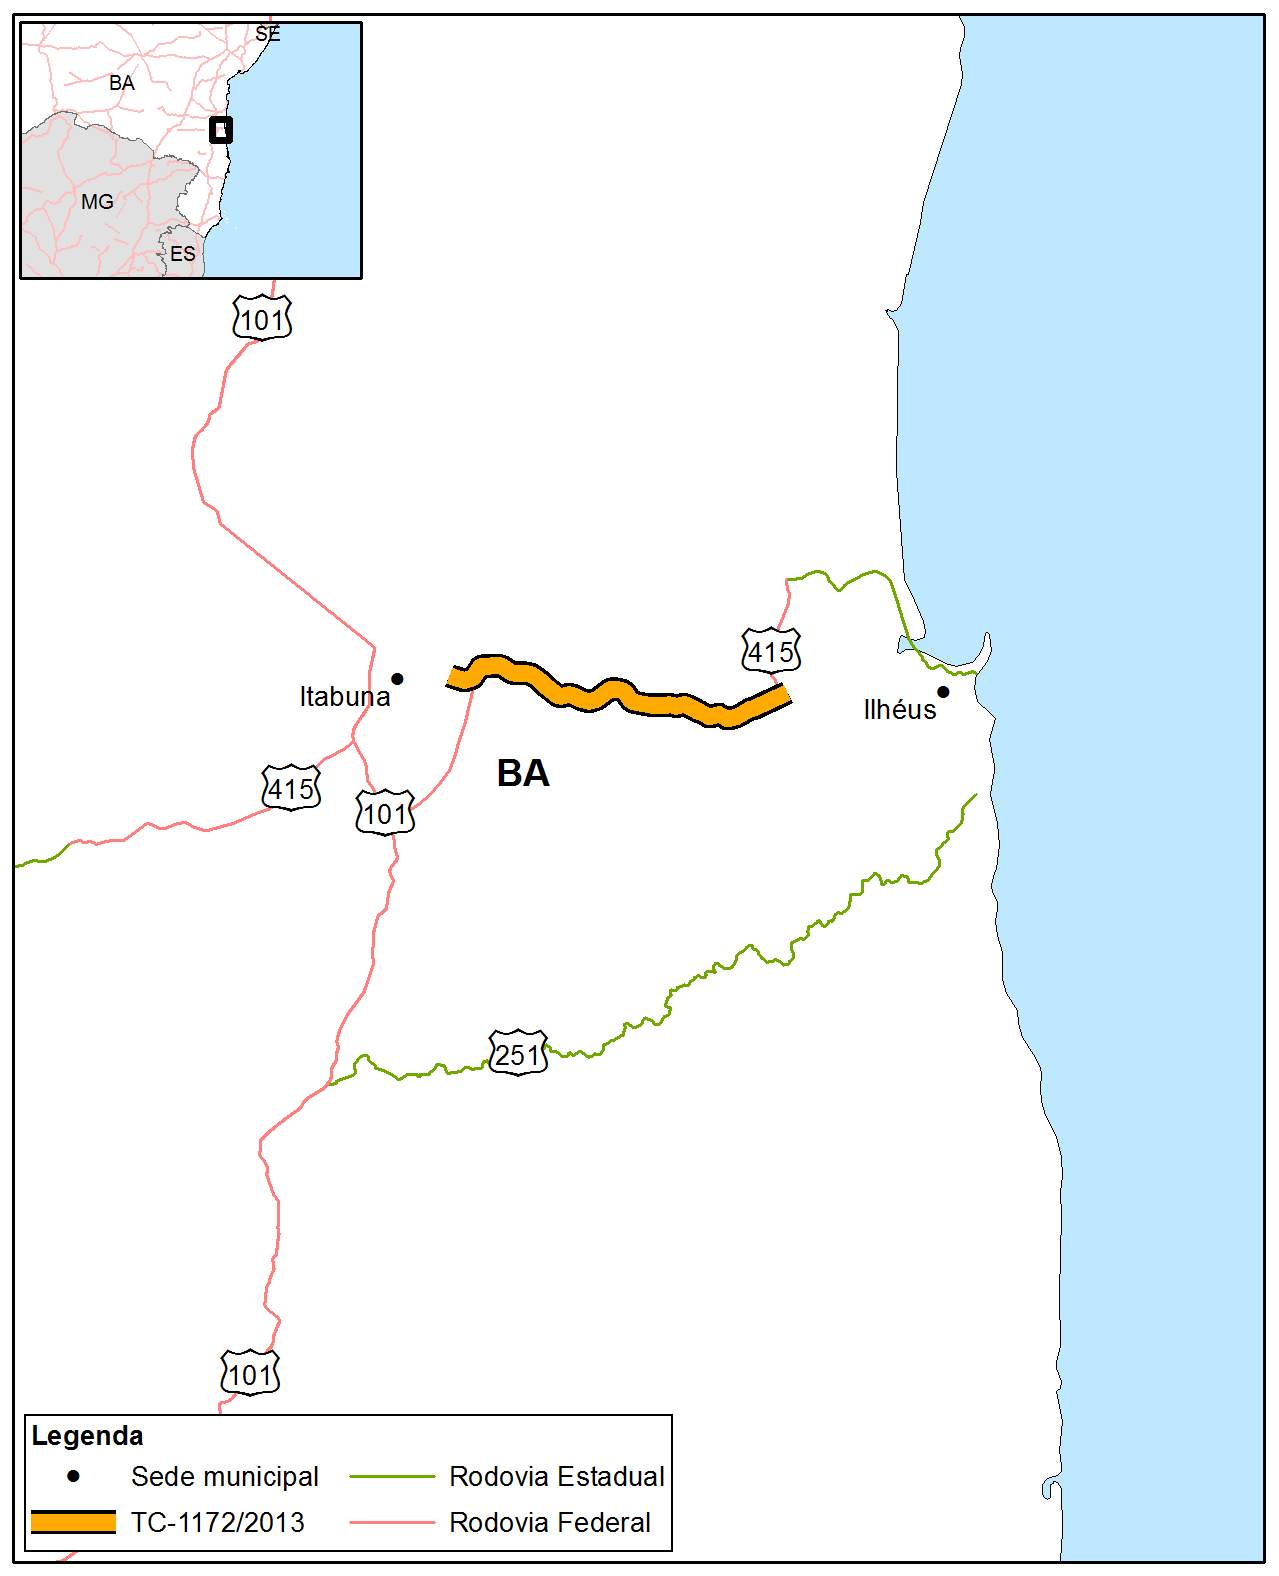 SE
BA
MG
ES
101
415
Itabuna
Ilhéus
BA
415
101
251
101
Legenda
Sede municipal
Rodovia Estadual
TC-1172/2013
Rodovia Federal